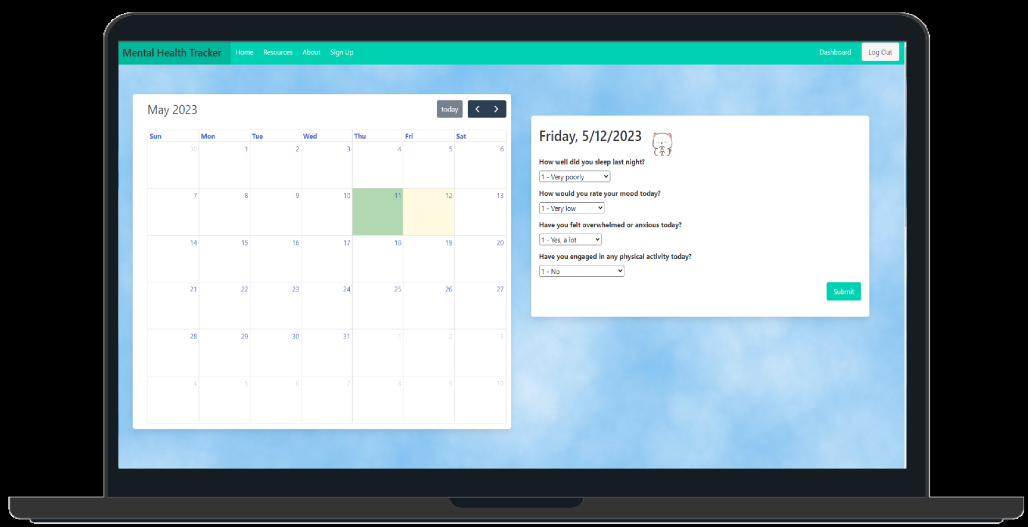 Mental Health Tracker Home Resources About Sign Up Dashboard Log Out
May 2023 today
Sun Mon Tue Wed Thu Fri Sat
30 1 2 3 4 5 6
7 8 9 10 11 12 13
14 15 16 17 18 19 20
21 22 23 24 25 26 27
28 29 30 31 1 2 3
4 5 6 7 8 9 10
Friday, 5/12/2023
How well did you sleep last night?
1 - Very poorly
How would you rate your mood today?
1 - Very low
Have you felt overwhelmed or anxious today?
1 - Yes, a lot
Have you engaged in any physical activity today?
1 - No
Submit